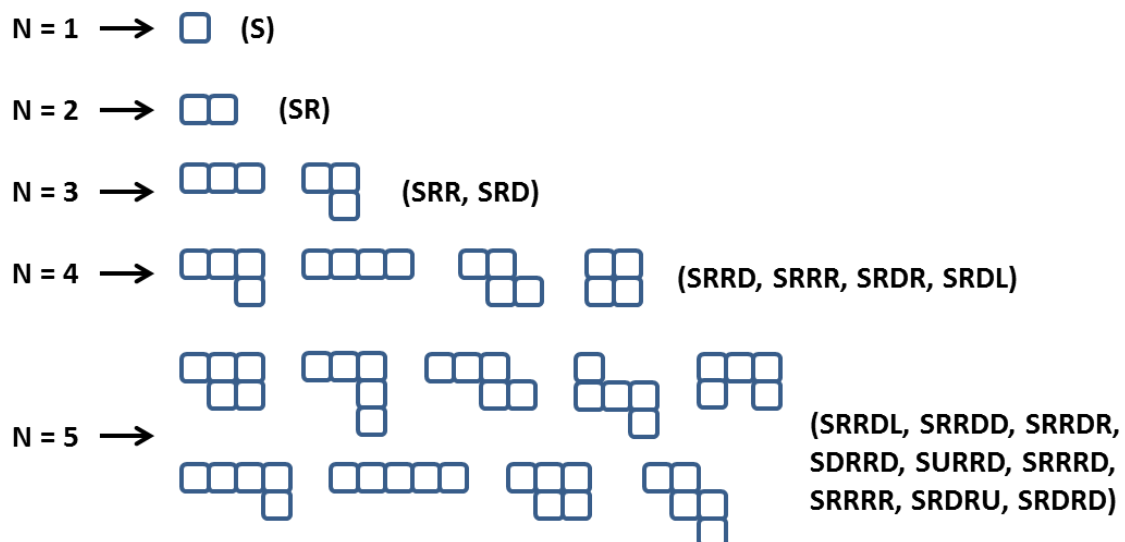 N = 1 (S)
N = 2 (SR)
N = 3 (SRR, SRD)
N = 4 (SRRD, SRRR, SRDR, SRDL)
N = 5 (SRRDL, SRRDD, SRRDR,
SDRRD, SURRD, SRRRD,
SRRRR, SRDRU, SRDRD)